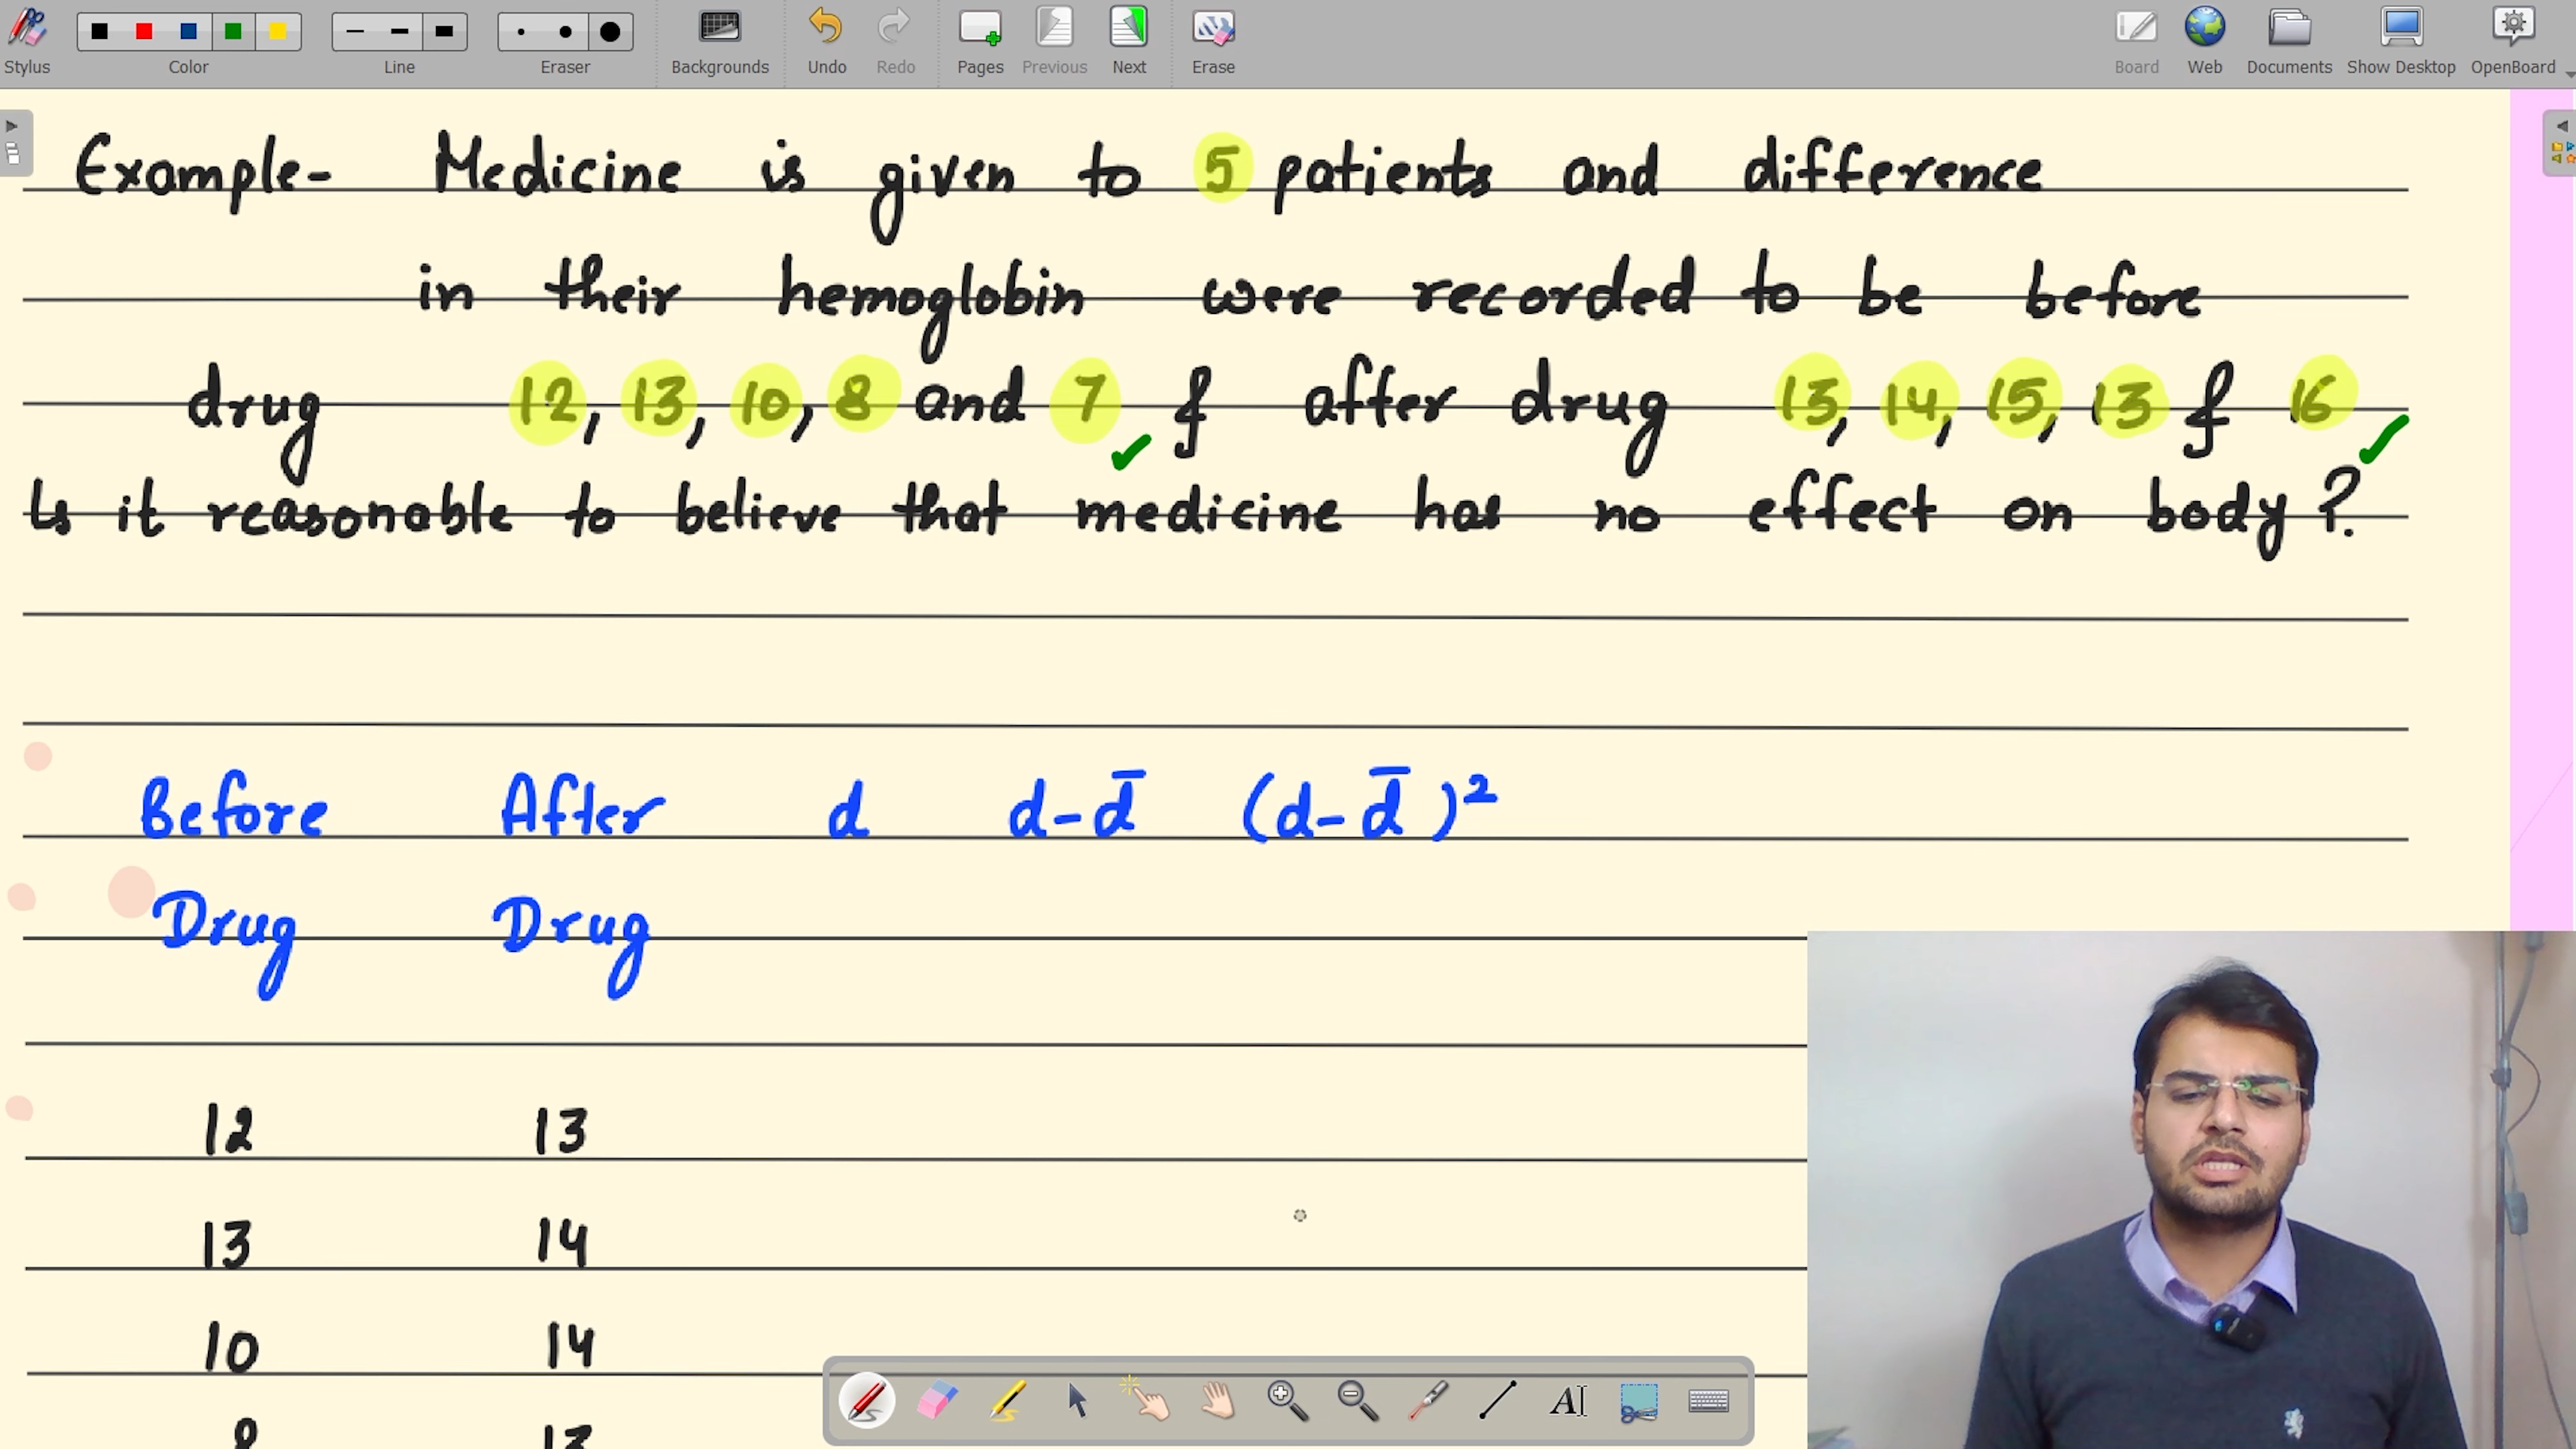 Stylus Color Line Eraser Backgrounds Undo Redo Pages Previous Next Erase Board Web Documents Show Desktop OpenBoard
Example- Medicine is given to 5 patients and difference
in their hemoglobin were recorded to be before
drug 12, 13, 10, 8 and 7 & after drug 13, 14, 15, 13 & 16
Is it reasonable to believe that medicine has no effect on body?
Before After d d-d̄ (d-d̄)²
Drug Drug
12 13
13 14
10 14
8 13
AI